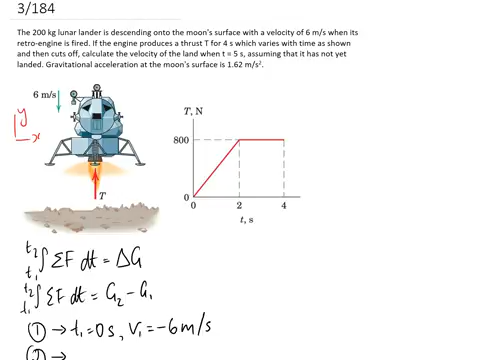 3/184
The 200 kg lunar lander is descending onto the moon's surface with a velocity of 6 m/s when its
retro-engine is fired. If the engine produces a thrust T for 4 s which varies with time as shown
and then cuts off, calculate the velocity of the land when t = 5 s, assuming that it has not yet
landed. Gravitational acceleration at the moon's surface is 1.62 m/s².
6 m/s
y
x
T
T, N
800
0
0 2 4
t, s
t₂ ∫ t₁ ΣF dt = ΔG
t₂ ∫ t₁ ΣF dt = G₂ - G₁
① → t₁ = 0 s, v₁ = -6 m/s
② →